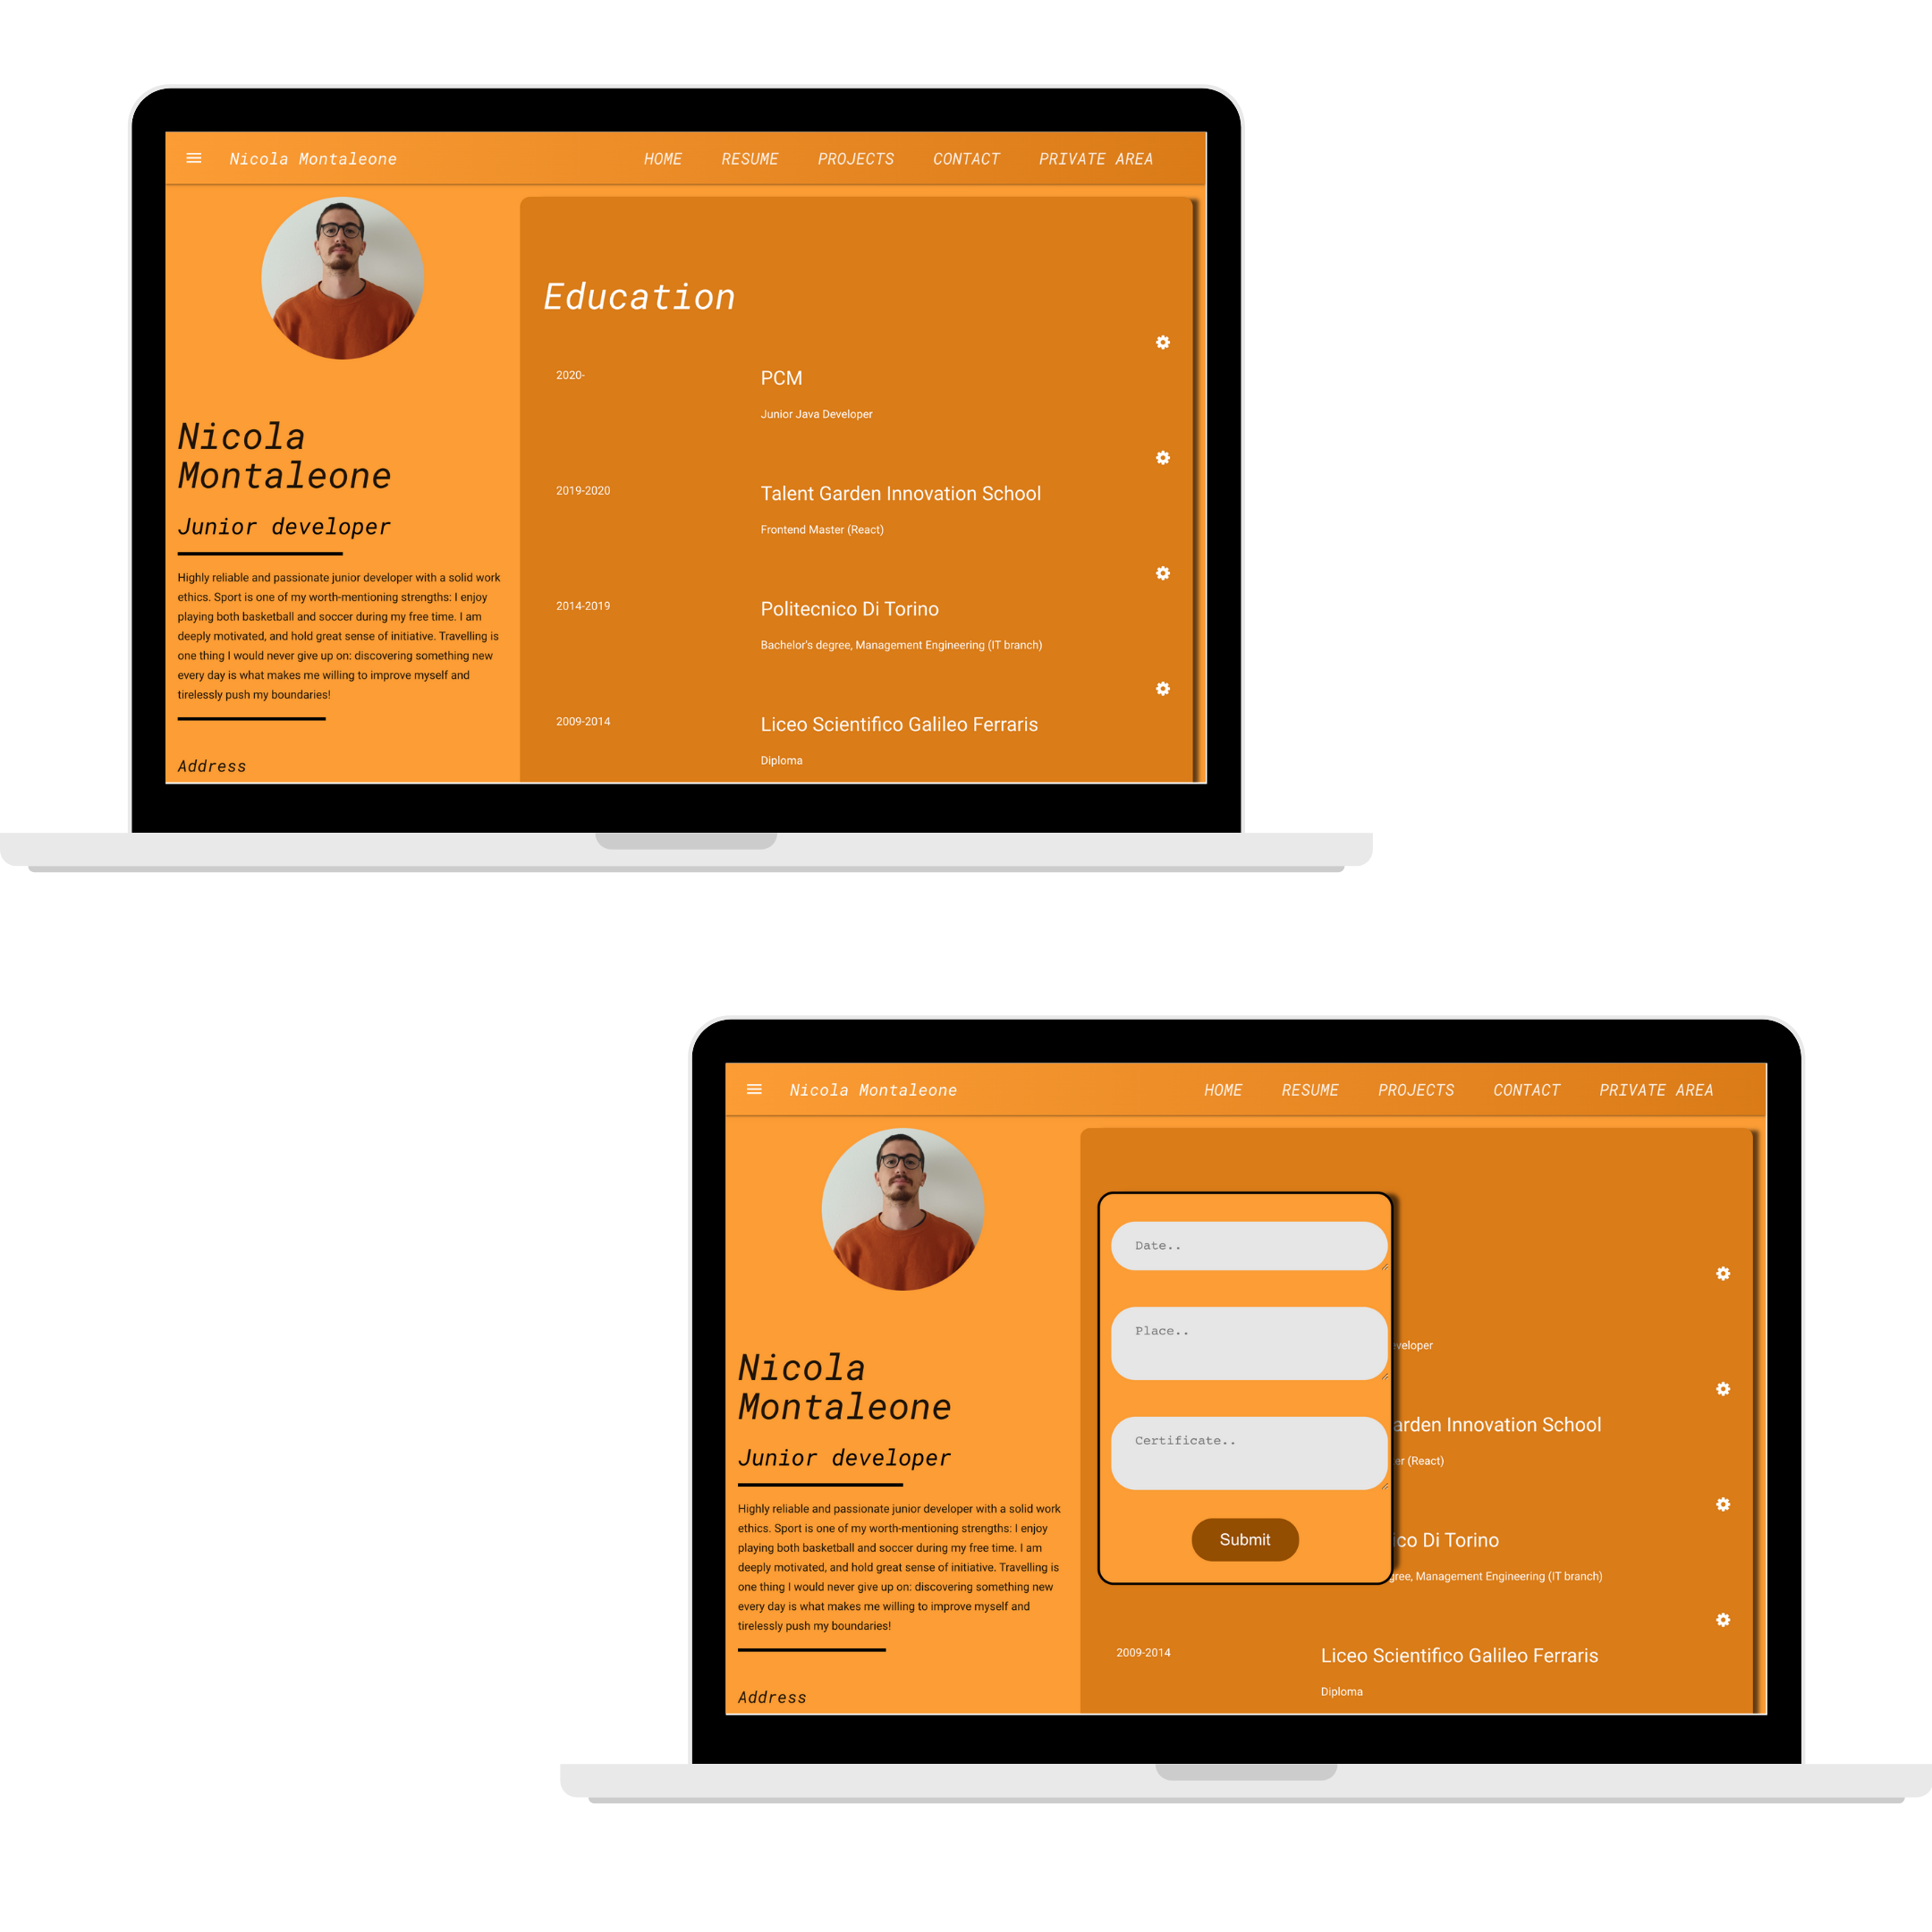 Nicola Montaleone
HOME RESUME PROJECTS CONTACT PRIVATE AREA
Nicola
Montaleone
Junior developer
Highly reliable and passionate junior developer with a solid work
ethics. Sport is one of my worth-mentioning strengths: I enjoy
playing both basketball and soccer during my free time. I am
deeply motivated, and hold great sense of initiative. Travelling is
one thing I would never give up on: discovering something new
every day is what makes me willing to improve myself and
tirelessly push my boundaries!
Address
Education
2020- PCM
Junior Java Developer
2019-2020 Talent Garden Innovation School
Frontend Master (React)
2014-2019 Politecnico Di Torino
Bachelor's degree, Management Engineering (IT branch)
2009-2014 Liceo Scientifico Galileo Ferraris
Diploma
Nicola Montaleone
HOME RESUME PROJECTS CONTACT PRIVATE AREA
Nicola
Montaleone
Junior developer
Highly reliable and passionate junior developer with a solid work
ethics. Sport is one of my worth-mentioning strengths: I enjoy
playing both basketball and soccer during my free time. I am
deeply motivated, and hold great sense of initiative. Travelling is
one thing I would never give up on: discovering something new
every day is what makes me willing to improve myself and
tirelessly push my boundaries!
Address
Date..
Place..
Certificate..
Submit
veloper
arden Innovation School
er (React)
ico Di Torino
gree, Management Engineering (IT branch)
2009-2014 Liceo Scientifico Galileo Ferraris
Diploma